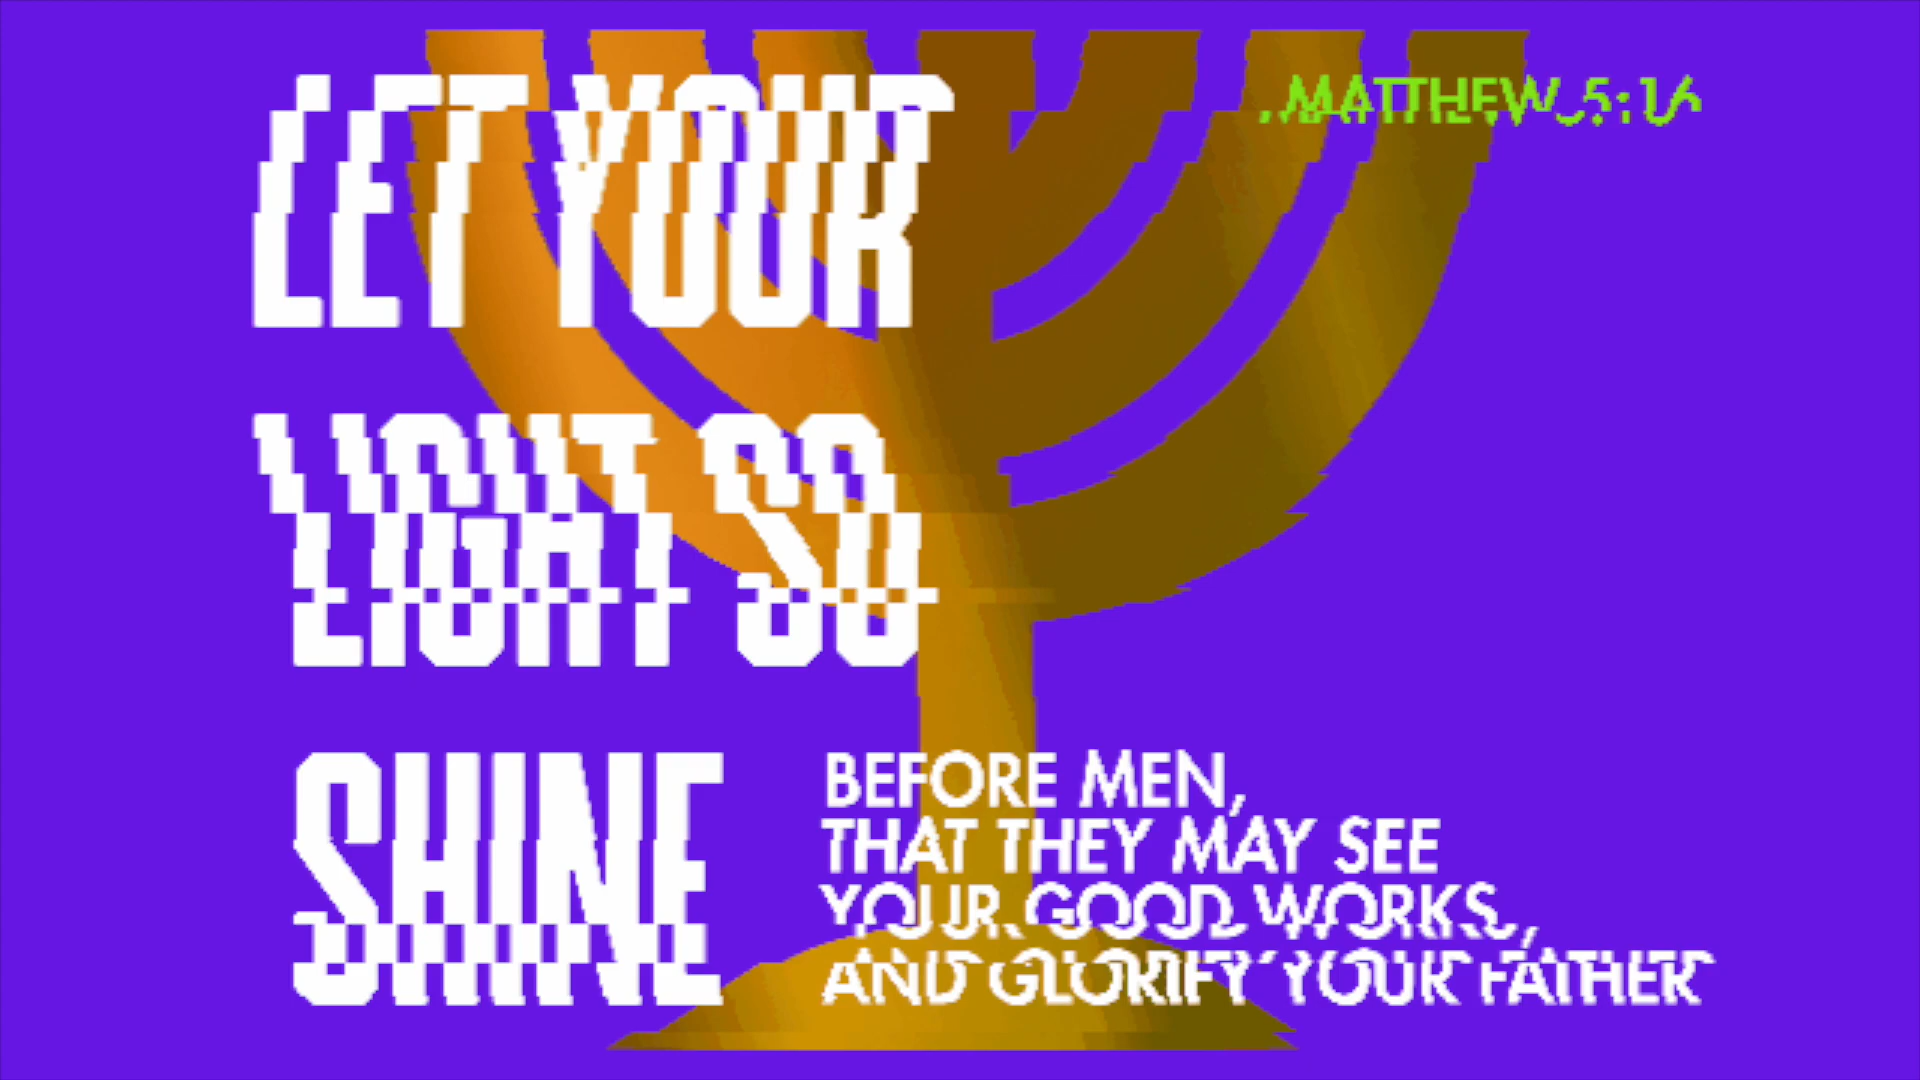 MATTHEW 5:16
LET YOUR
LIGHT SO
SHINE
BEFORE MEN,
THAT THEY MAY SEE
YOUR GOOD WORKS,
AND GLORIFY YOUR FATHER